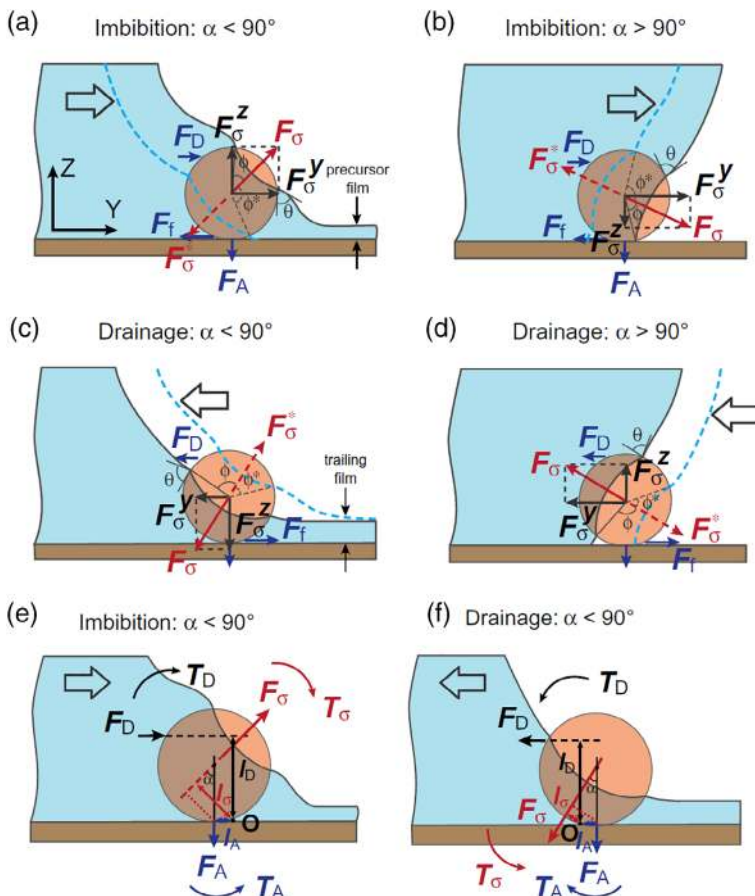 (a) Imbibition: α < 90°
F_σ^z
F_D F_σ
ϕ precursor
film
F_σ^y
Z
ϕ* θ
Y
F_f
F_σ^*
F_A
(b) Imbibition: α > 90°
F_D θ
F_σ^*
F_σ^y
ϕ*
ϕ
F_f F_σ^z F_σ
F_A
(c) Drainage: α < 90°
F_σ^*
F_D
trailing
film
θ ϕ ϕ*
F_σ^y
F_σ^z
F_f
F_σ
(d) Drainage: α > 90°
θ
F_D
F_σ F_σ^z
ϕ*
F_σ^y ϕ F_σ^*
F_f
(e) Imbibition: α < 90°
T_D
F_σ
T_σ
F_D
l_D
α
l_σ
O
l_A
F_A
T_A
(f) Drainage: α < 90°
T_D
F_D
l_D
α
l_σ
F_σ
O
l_A
F_A
T_σ
T_A